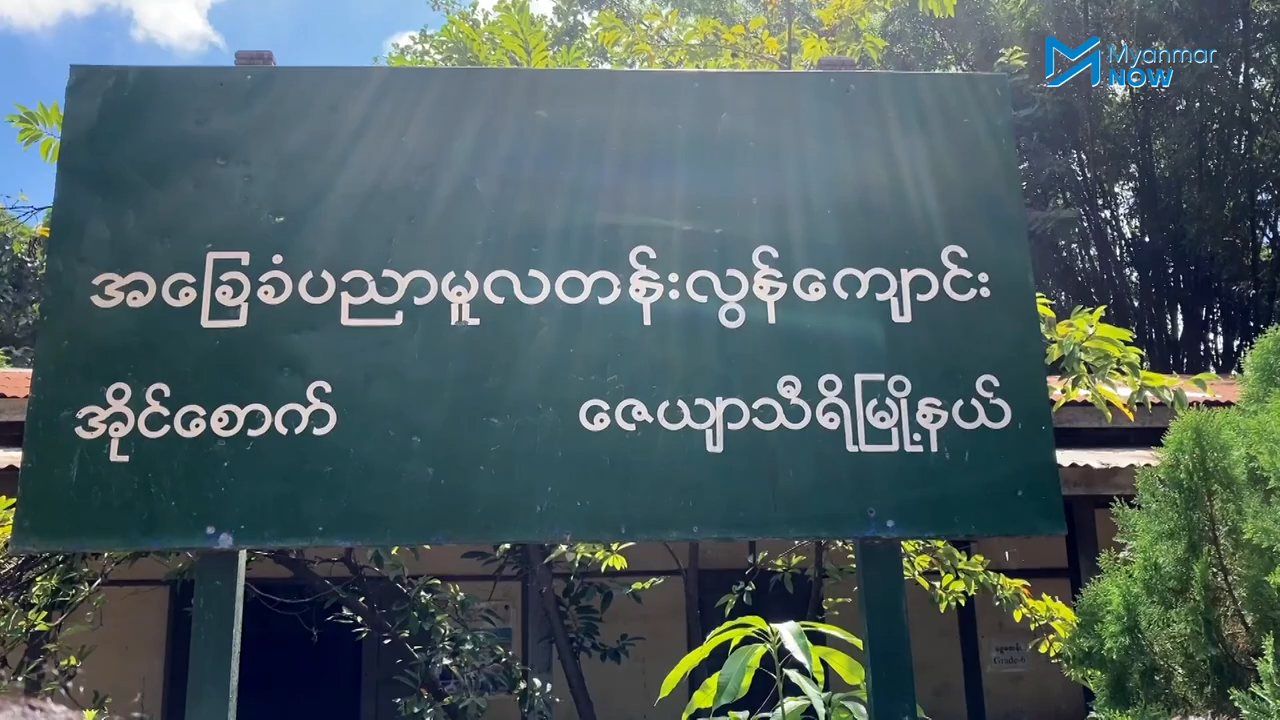 Myanmar
NOW
အခြေခံပညာမူလတန်းလွန်ကျောင်း
အိုင်စောက် ဇေယျာသီရိမြို့နယ်
Grade-6